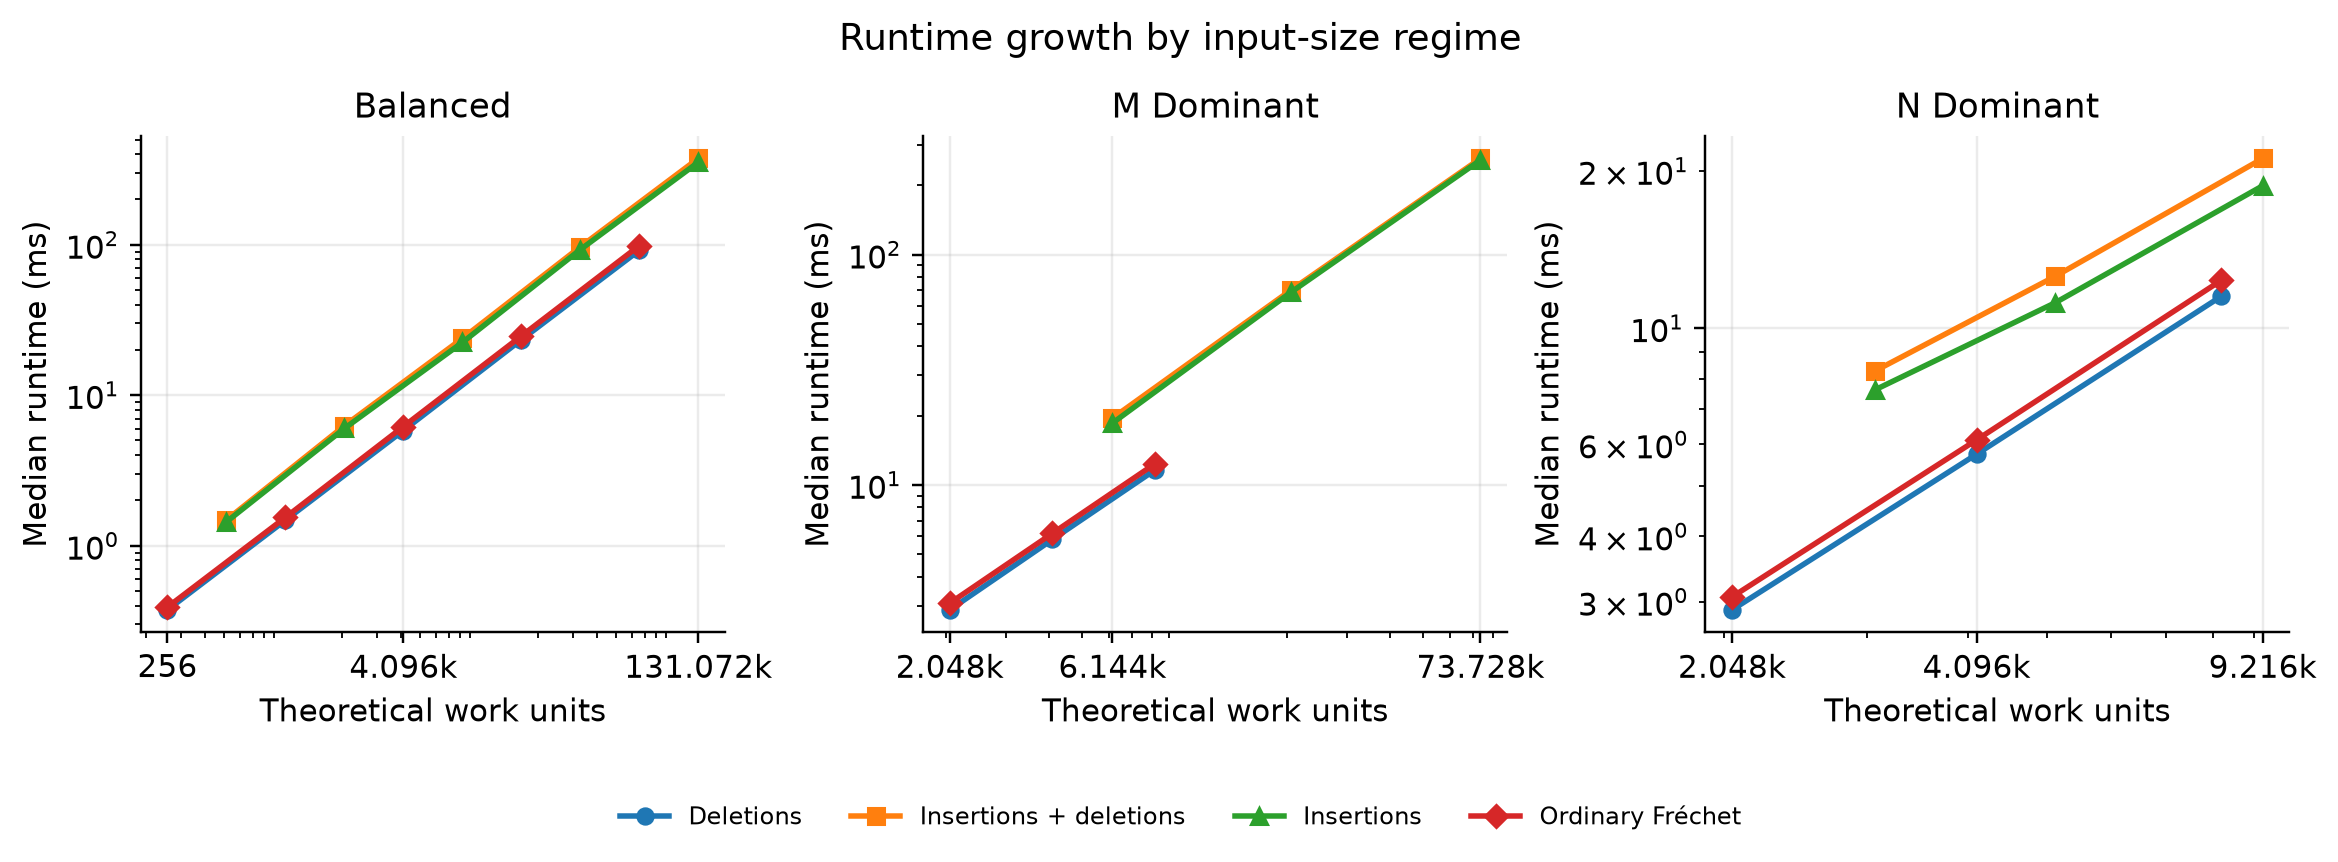 Runtime growth by input-size regime
Balanced
M Dominant
N Dominant
Median runtime (ms)
10²
10¹
10⁰
256
4.096k
131.072k
Theoretical work units
Median runtime (ms)
10²
10¹
2.048k
6.144k
73.728k
Theoretical work units
Median runtime (ms)
2 × 10¹
10¹
6 × 10⁰
4 × 10⁰
3 × 10⁰
2.048k
4.096k
9.216k
Theoretical work units
Deletions
Insertions + deletions
Insertions
Ordinary Fréchet